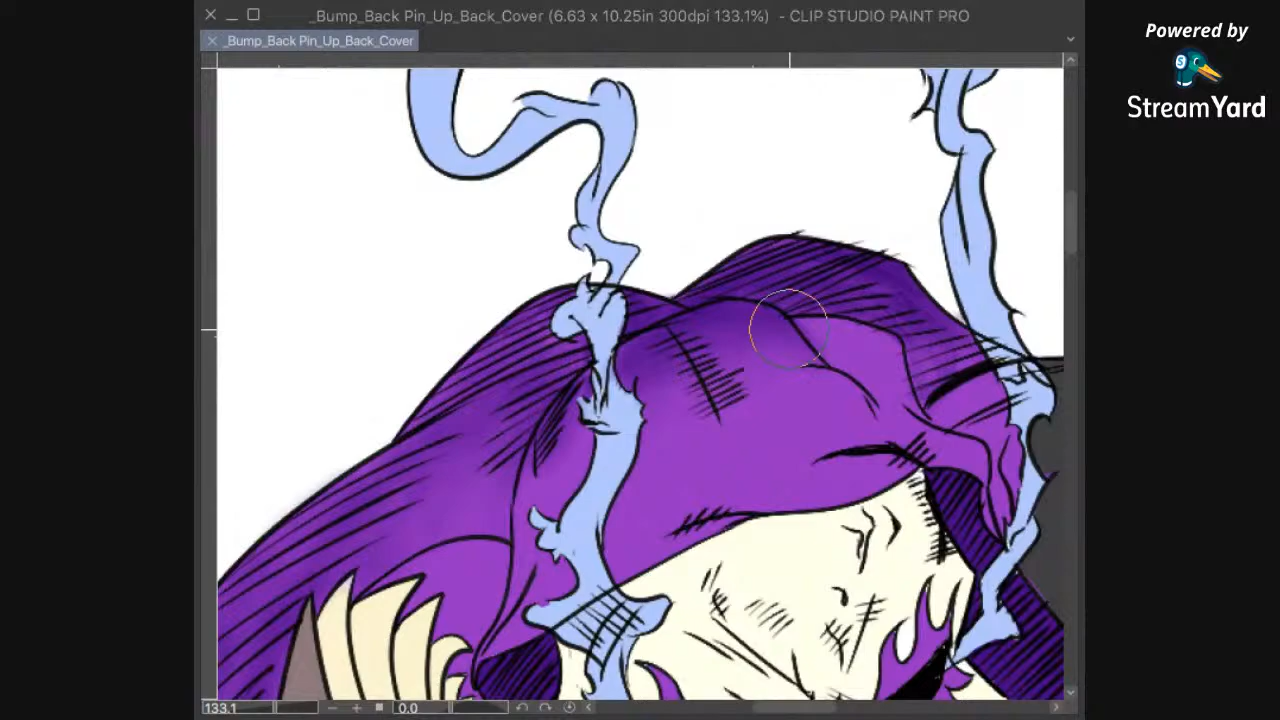 _Bump_Back Pin_Up_Back_Cover (6.63 x 10.25in 300dpi 133.1%) - CLIP STUDIO PAINT PRO
_Bump_Back Pin_Up_Back_Cover
Powered by
StreamYard
133.1
0.0